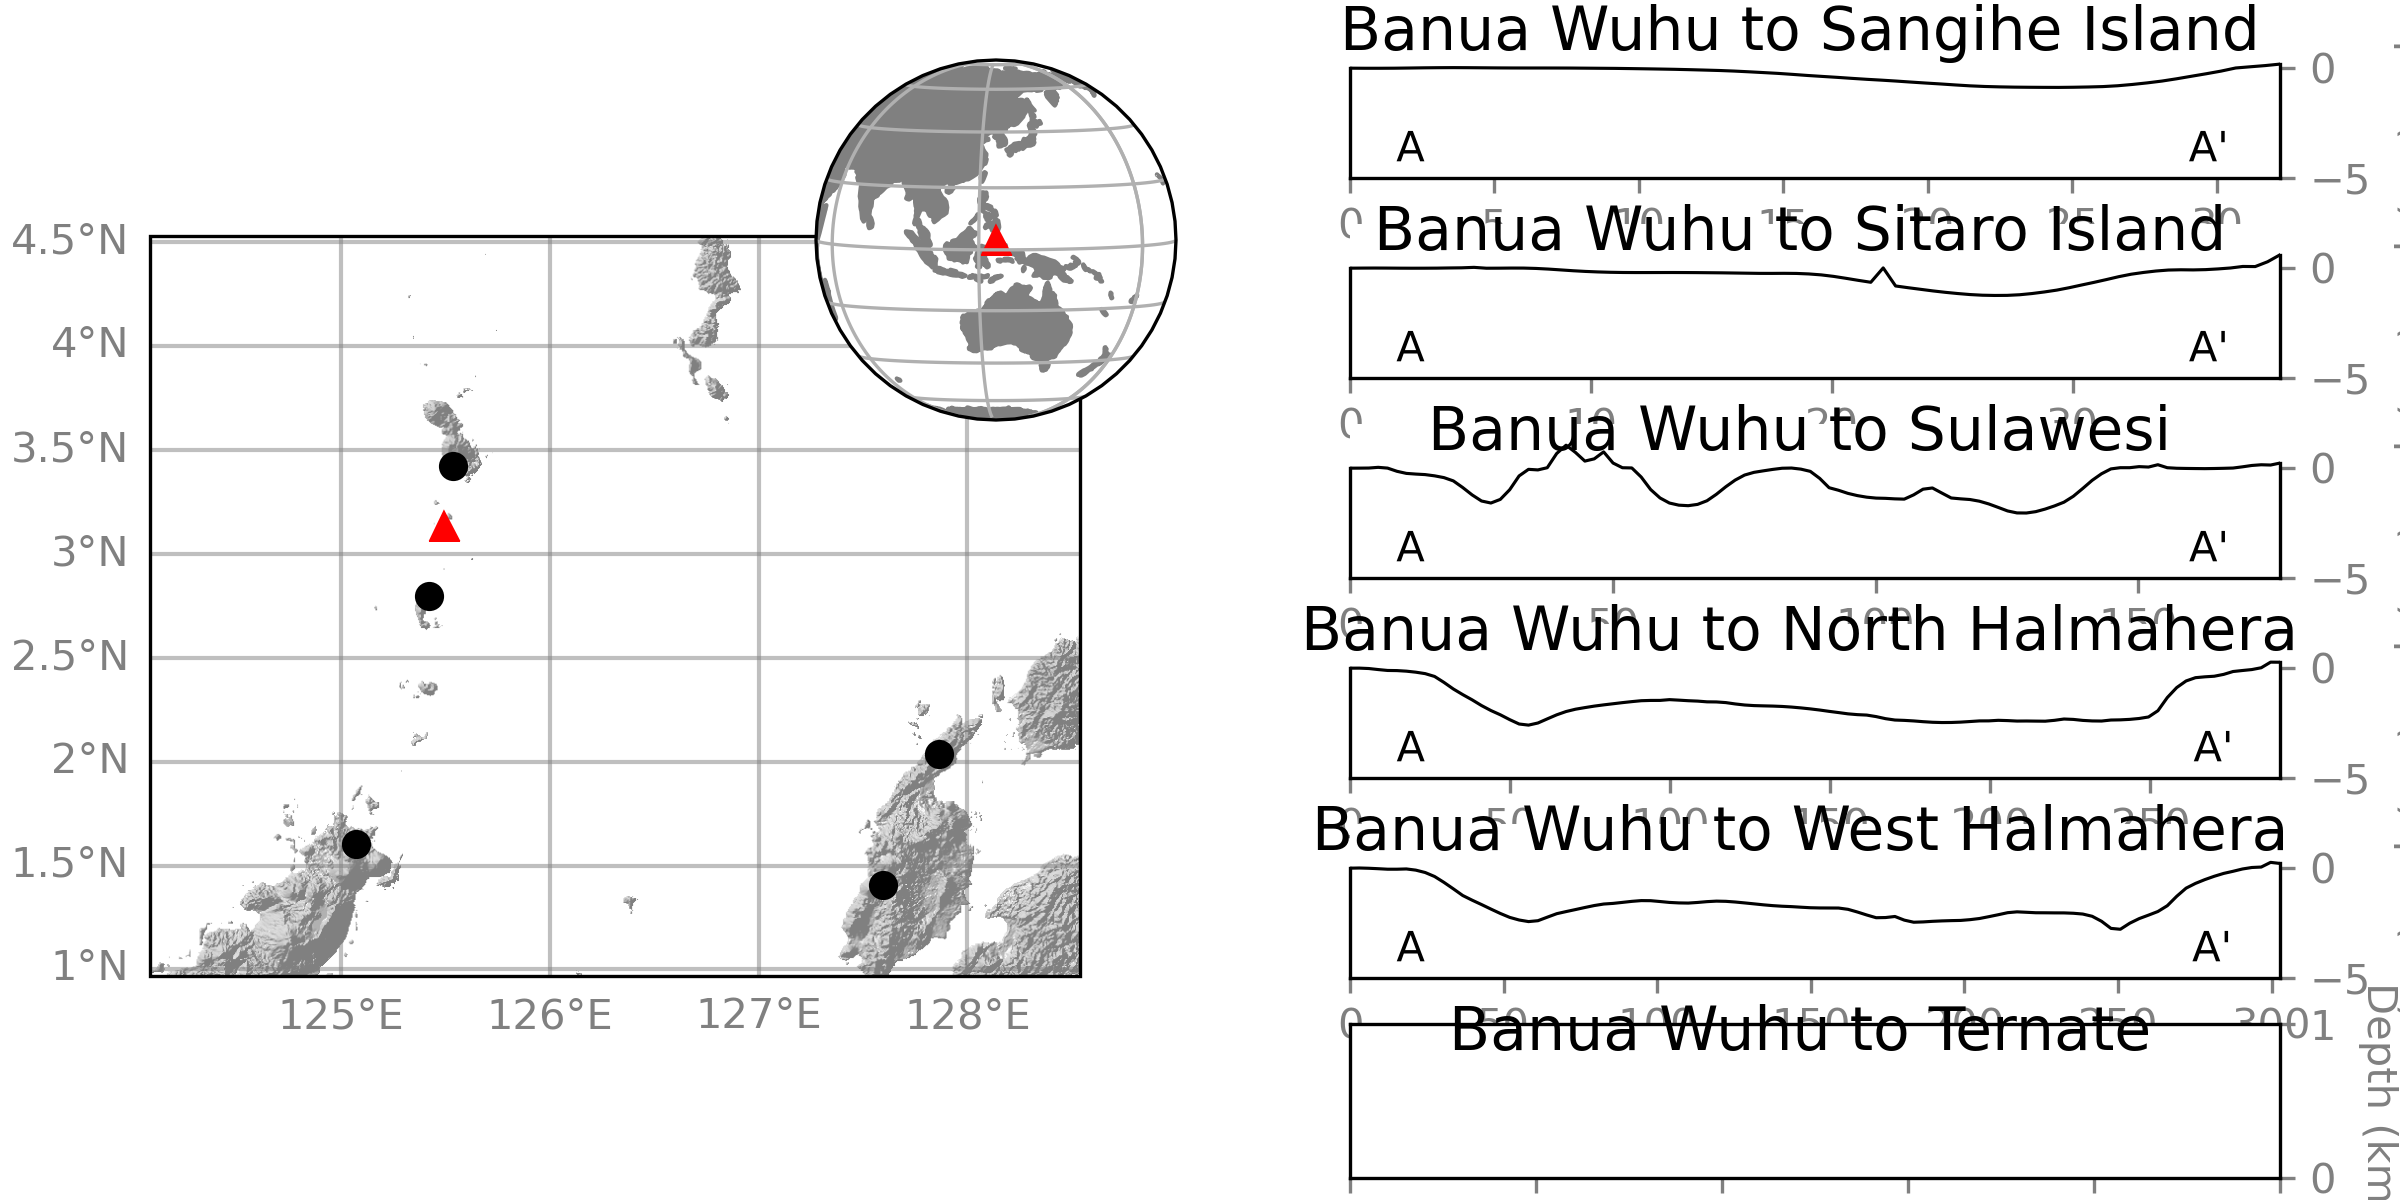 4.5°N
4°N
3.5°N
3°N
2.5°N
2°N
1.5°N
1°N
125°E 126°E 127°E 128°E
Banua Wuhu to Sangihe Island
0
A A'
−5
0 5 10 15 20 25 30
Banua Wuhu to Sitaro Island
0
A A'
−5
0 10 20 30
Banua Wuhu to Sulawesi
0
A A'
−5
0 50 100 150
Banua Wuhu to North Halmahera
0
A A'
−5
0 50 100 150 200 250
Banua Wuhu to West Halmahera
0
A A'
−5
0 50 100 150 200 250 300
1
Banua Wuhu to Ternate
0
Depth (km